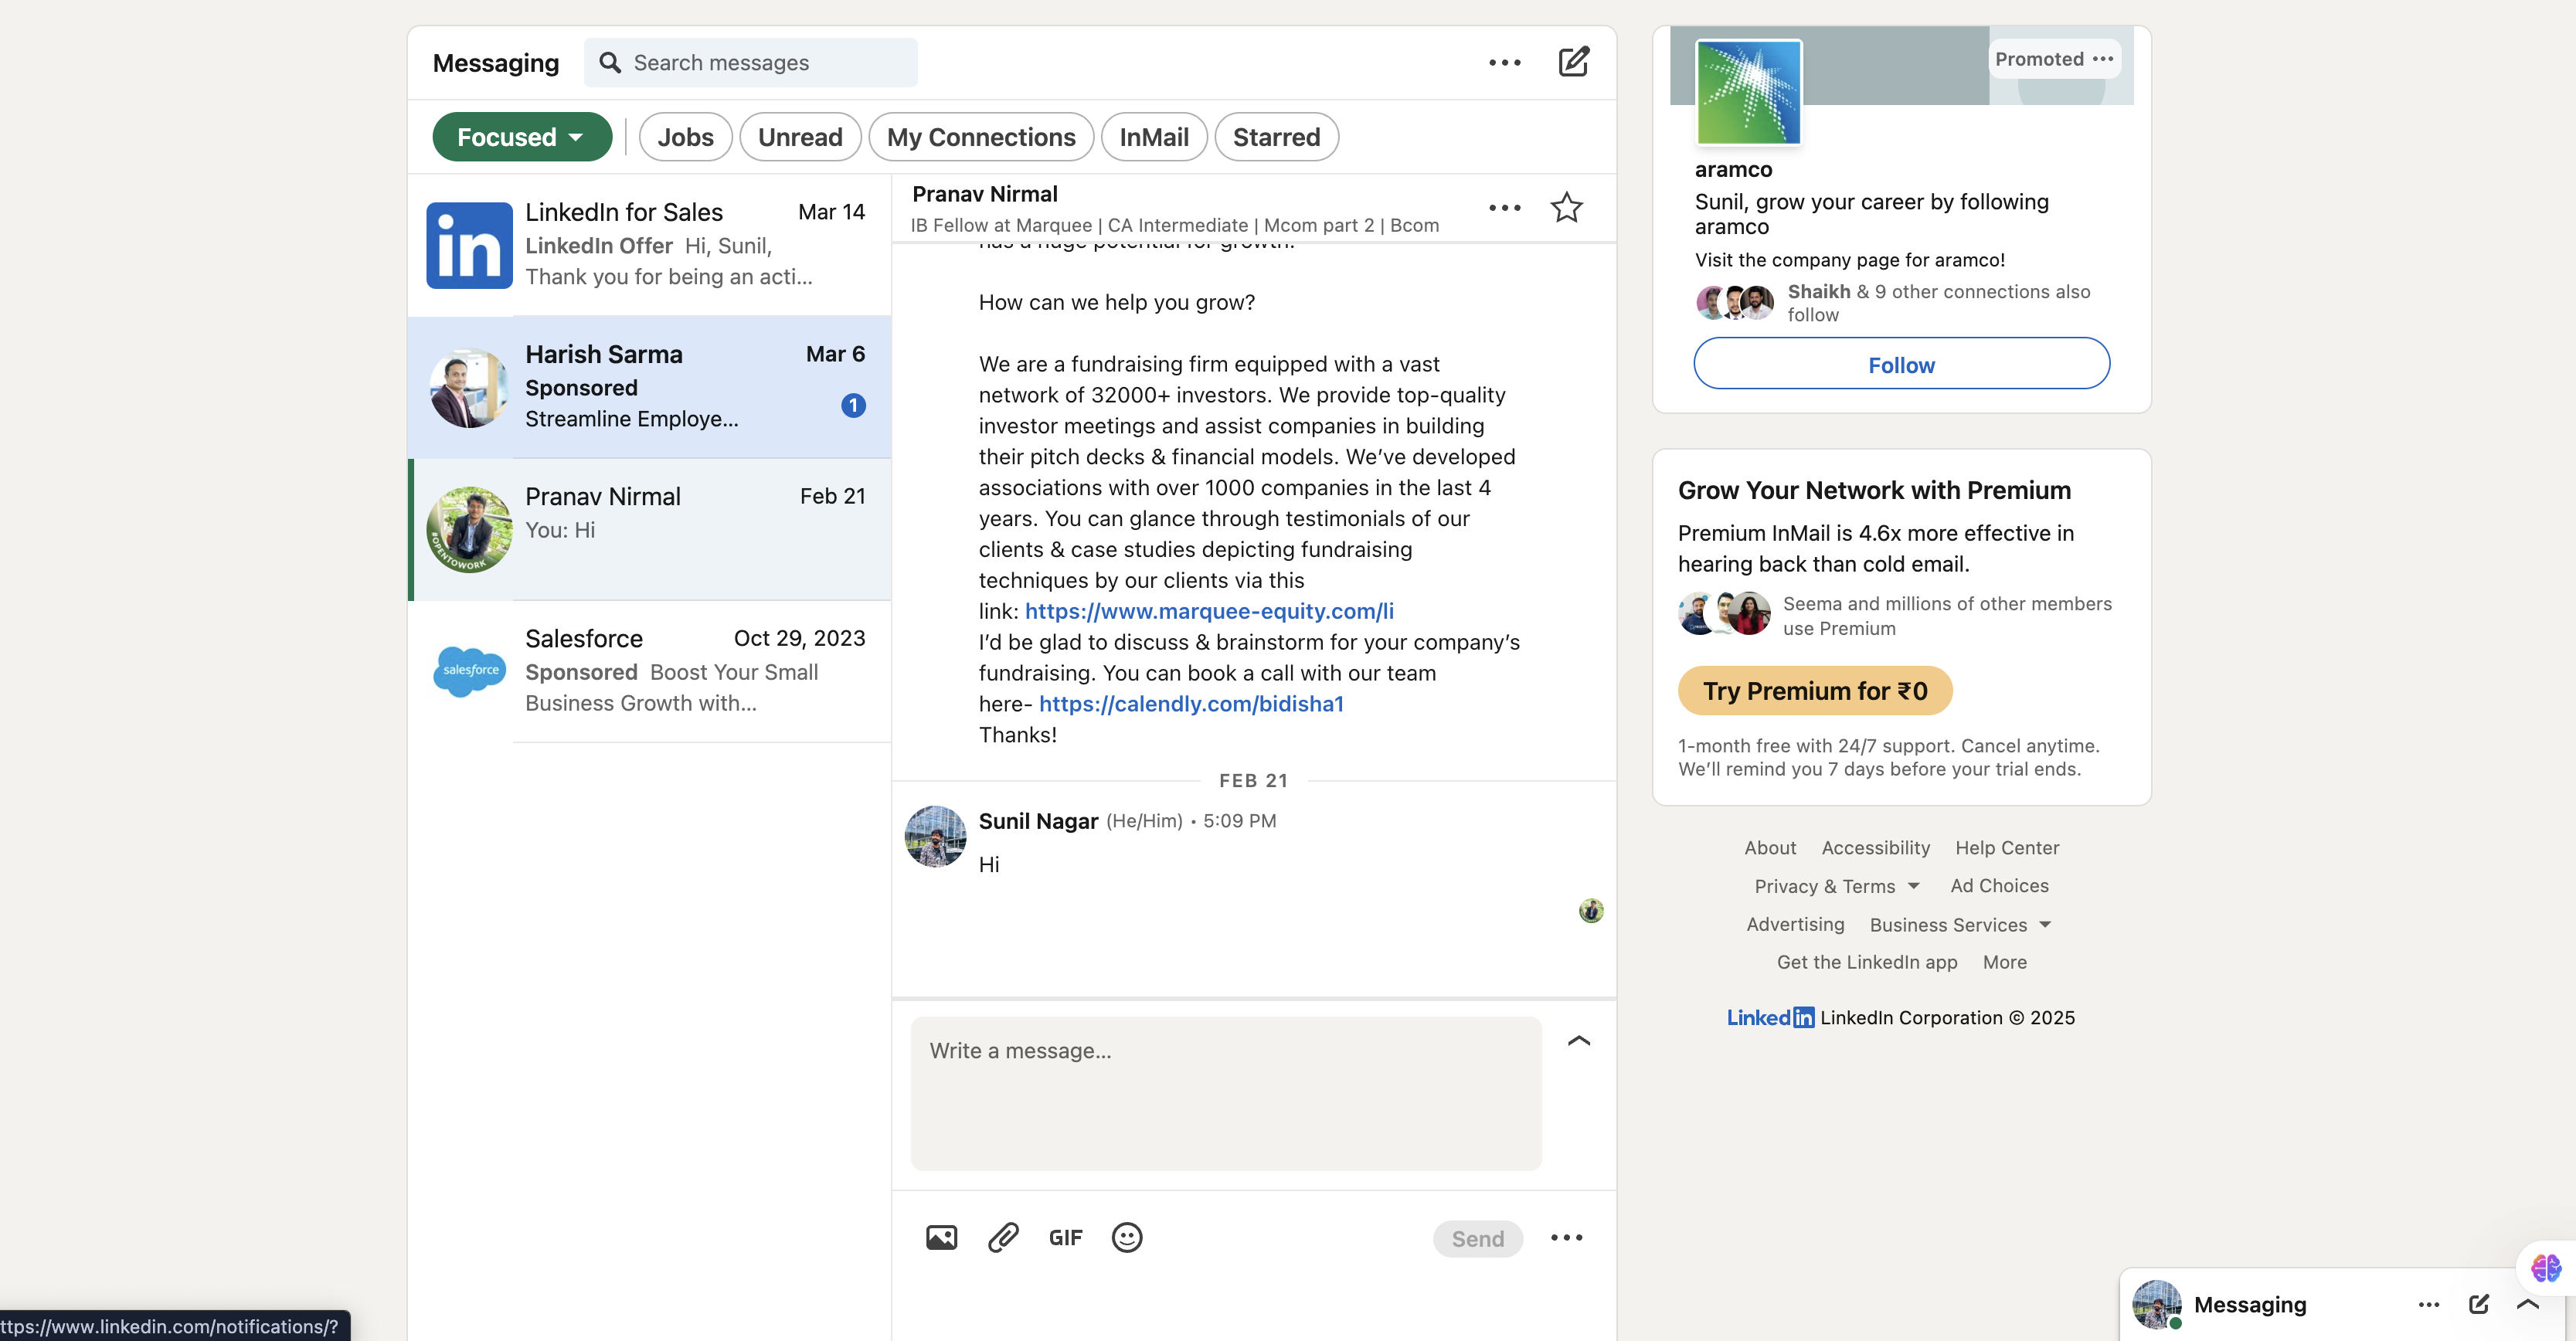 Messaging
Search messages
Focused
Jobs
Unread
My Connections
InMail
Starred
LinkedIn for Sales
Mar 14
LinkedIn Offer Hi, Sunil,
Thank you for being an acti...
Harish Sarma
Mar 6
Sponsored
Streamline Employe...
1
Pranav Nirmal
Feb 21
You: Hi
#OPENTOWORK
Salesforce
Oct 29, 2023
salesforce
Sponsored Boost Your Small
Business Growth with...
Pranav Nirmal
IB Fellow at Marquee | CA Intermediate | Mcom part 2 | Bcom
has a huge potential for growth.
How can we help you grow?
We are a fundraising firm equipped with a vast
network of 32000+ investors. We provide top-quality
investor meetings and assist companies in building
their pitch decks & financial models. We’ve developed
associations with over 1000 companies in the last 4
years. You can glance through testimonials of our
clients & case studies depicting fundraising
techniques by our clients via this
link: https://www.marquee-equity.com/li
I’d be glad to discuss & brainstorm for your company’s
fundraising. You can book a call with our team
here- https://calendly.com/bidisha1
Thanks!
FEB 21
Sunil Nagar (He/Him) • 5:09 PM
Hi
Write a message...
GIF
Send
Promoted
aramco
Sunil, grow your career by following
aramco
Visit the company page for aramco!
Shaikh & 9 other connections also
follow
Follow
Grow Your Network with Premium
Premium InMail is 4.6x more effective in
hearing back than cold email.
Seema and millions of other members
use Premium
Try Premium for ₹0
1-month free with 24/7 support. Cancel anytime.
We’ll remind you 7 days before your trial ends.
About Accessibility Help Center
Privacy & Terms Ad Choices
Advertising Business Services
Get the LinkedIn app More
LinkedIn LinkedIn Corporation © 2025
Messaging
ttps://www.linkedin.com/notifications/?